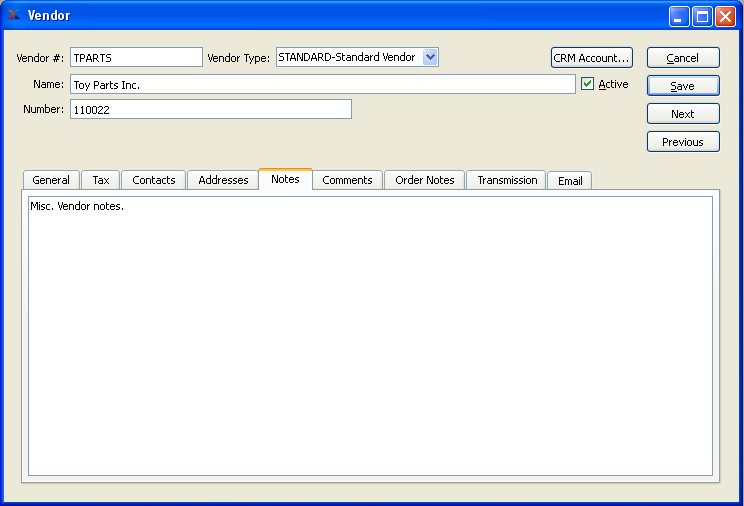 Vendor
Vendor #: TPARTS Vendor Type: STANDARD-Standard Vendor CRM Account... Cancel
Name: Toy Parts Inc. Active Save
Number: 110022 Next
Previous
General Tax Contacts Addresses Notes Comments Order Notes Transmission Email
Misc. Vendor notes.